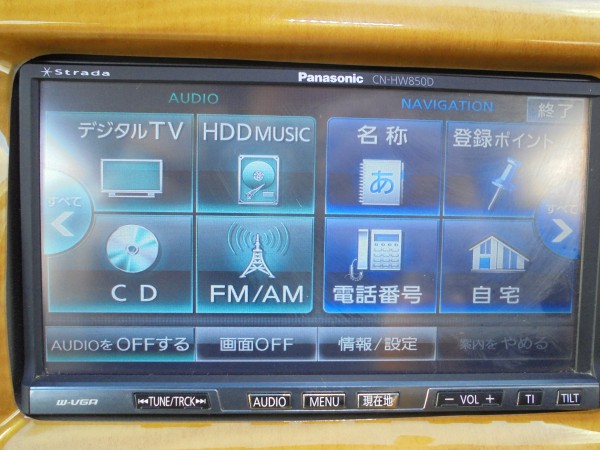 Strada
Panasonic CN-HW850D
AUDIO
NAVIGATION
終了
デジタルTV
HDD MUSIC
名称
登録ポイント
あ
すべて
すべて
CD
FM/AM
電話番号
自宅
AUDIOを OFFする
画面OFF
情報/設定
案内を やめる
W-VGA
TUNE/TRCK
AUDIO
MENU
現在地
− VOL +
TI
TILT